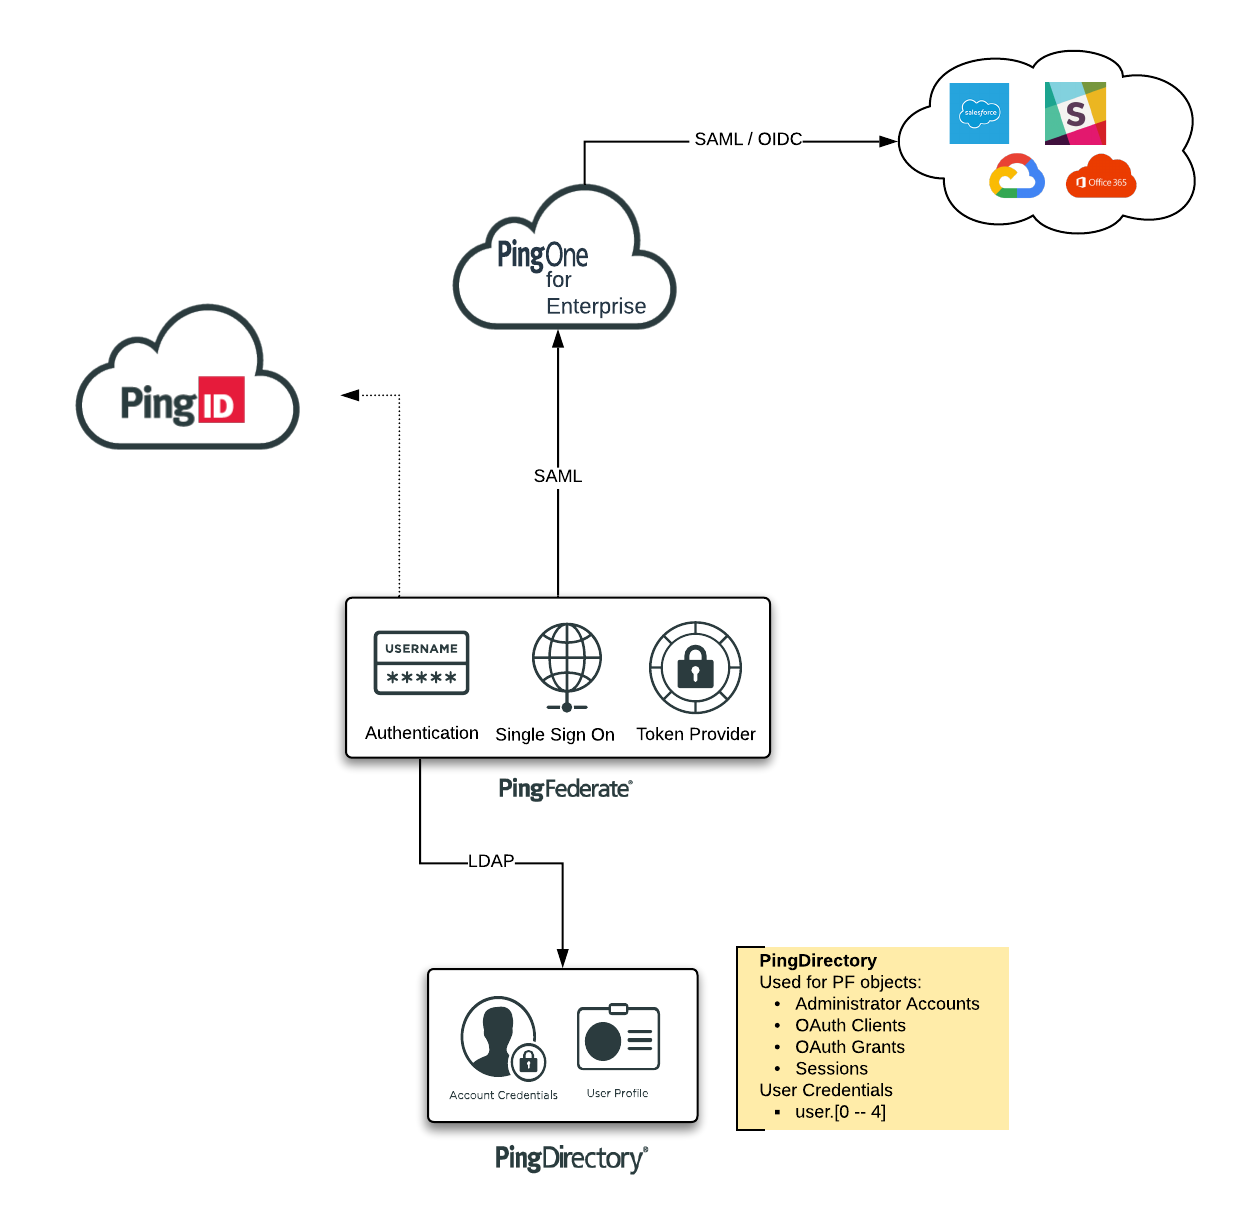 salesforce
S
Office 365
SAML / OIDC
PingOne
for
Enterprise
PingID
SAML
USERNAME
*****
Authentication
Single Sign On
Token Provider
PingFederate®
LDAP
Account Credentials
User Profile
PingDirectory®
PingDirectory
Used for PF objects:
• Administrator Accounts
• OAuth Clients
• OAuth Grants
• Sessions
User Credentials
▪ user.[0 -- 4]